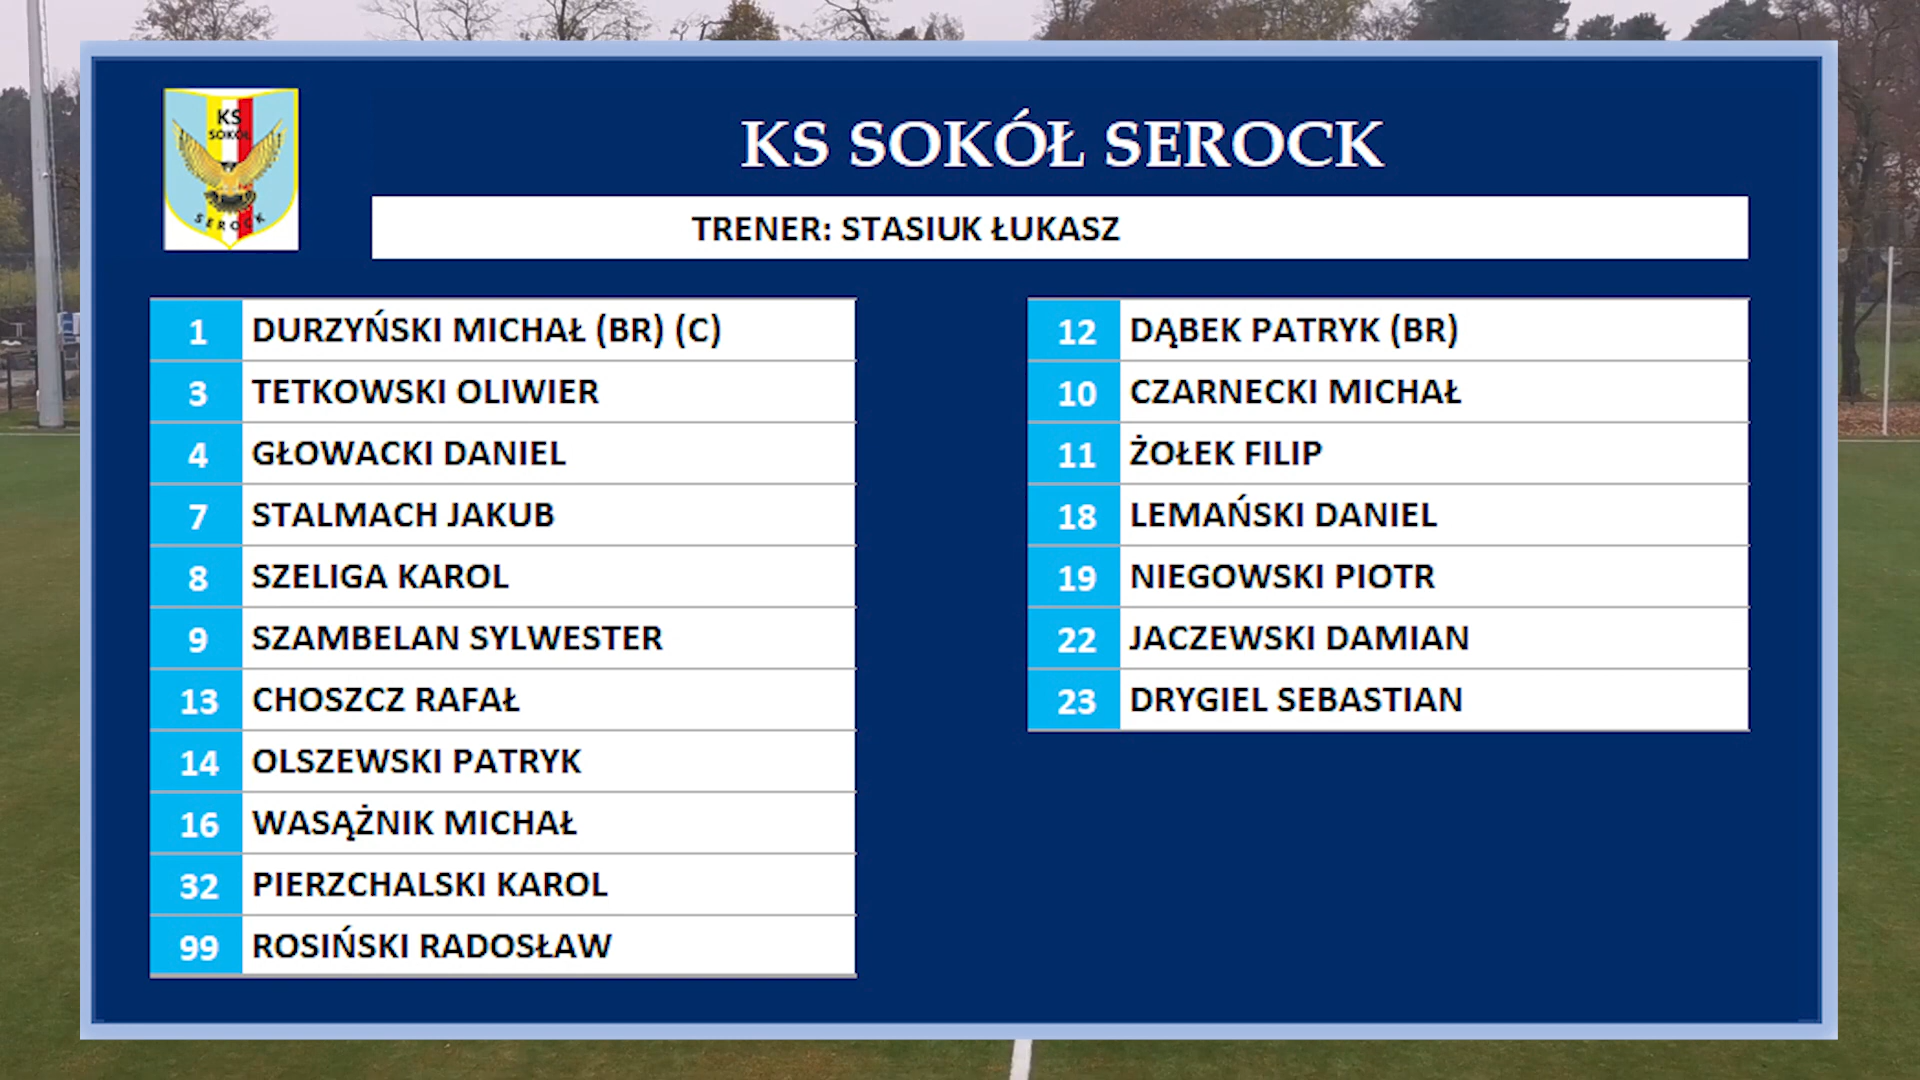 KS
SOKÓŁ
SEROCK
KS SOKÓŁ SEROCK
TRENER: STASIUK ŁUKASZ
1 DURZYŃSKI MICHAŁ (BR) (C)
3 TETKOWSKI OLIWIER
4 GŁOWACKI DANIEL
7 STALMACH JAKUB
8 SZELIGA KAROL
9 SZAMBELAN SYLWESTER
13 CHOSZCZ RAFAŁ
14 OLSZEWSKI PATRYK
16 WASĄŻNIK MICHAŁ
32 PIERZCHALSKI KAROL
99 ROSIŃSKI RADOSŁAW
12 DĄBEK PATRYK (BR)
10 CZARNECKI MICHAŁ
11 ŻOŁEK FILIP
18 LEMAŃSKI DANIEL
19 NIEGOWSKI PIOTR
22 JACZEWSKI DAMIAN
23 DRYGIEL SEBASTIAN